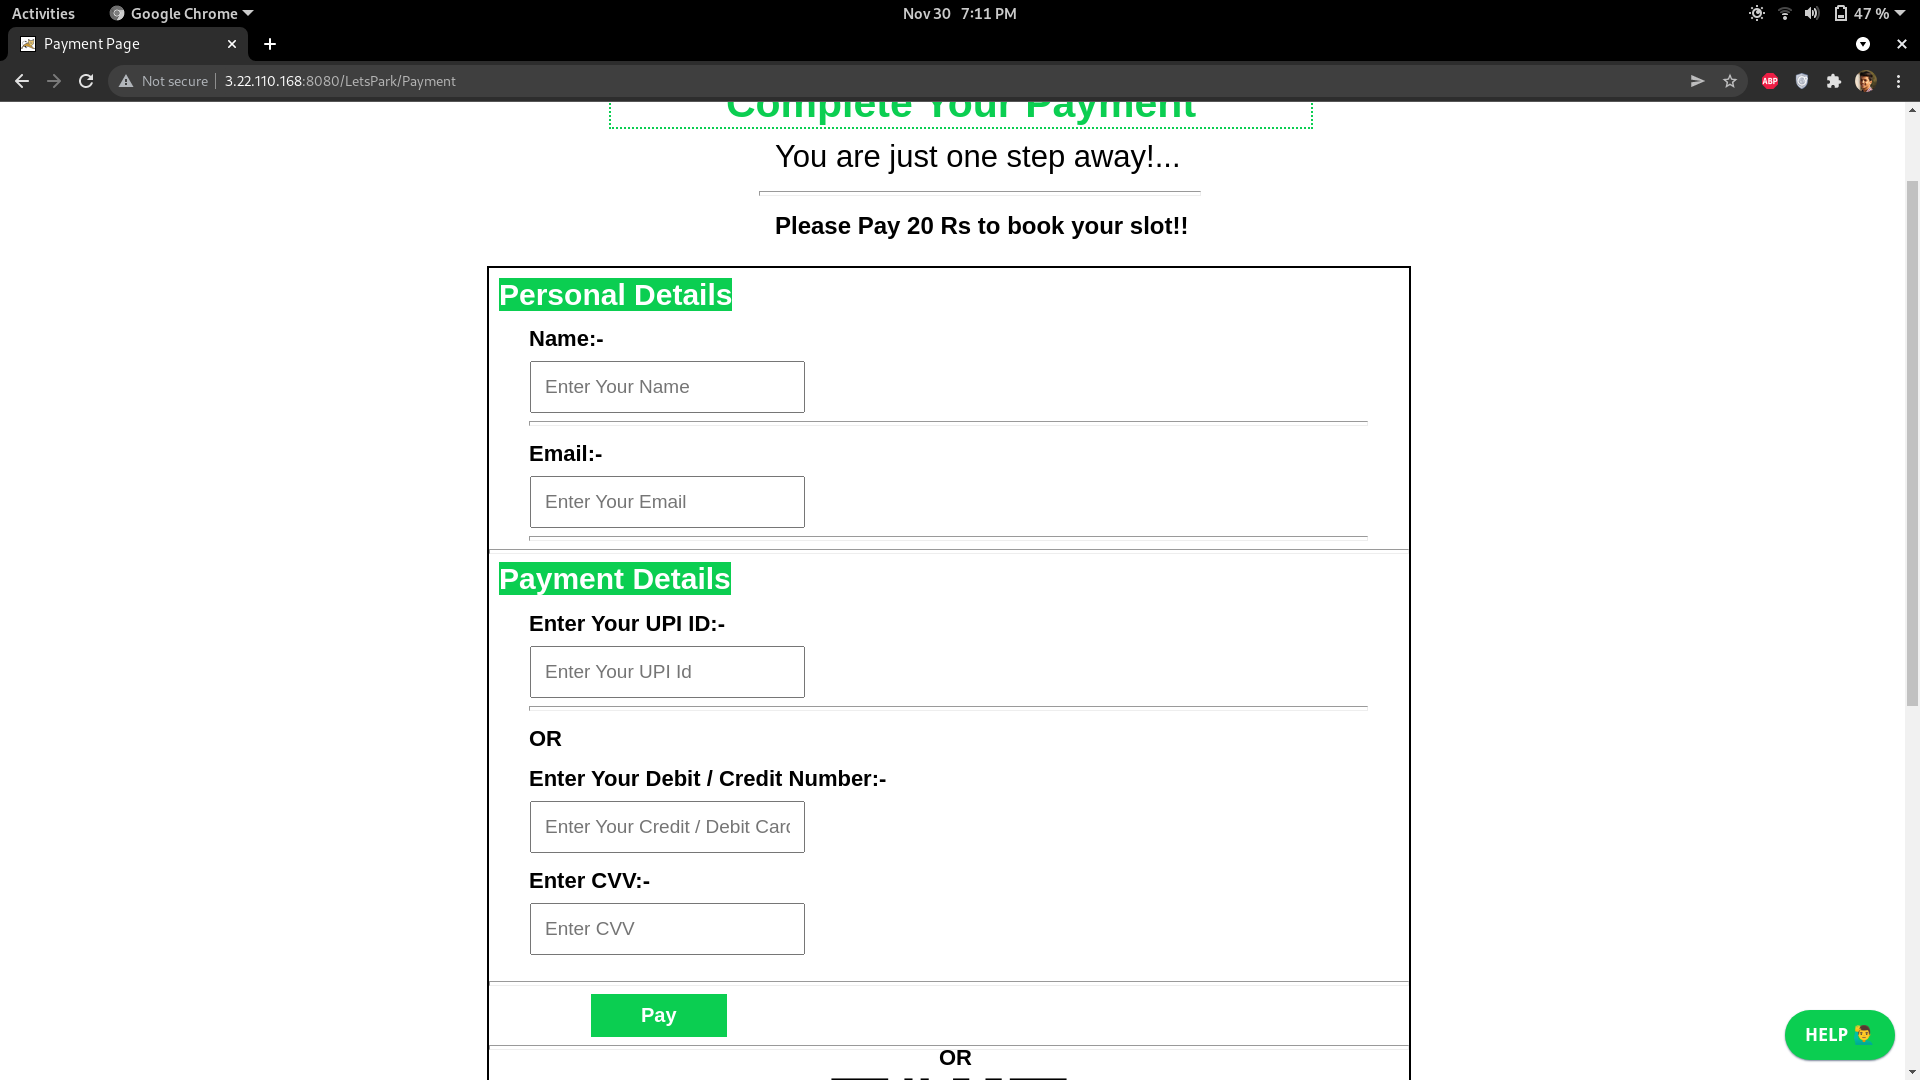 Activities
Google Chrome
Nov 30 7:11 PM
47 %
Payment Page
Not secure
3.22.110.168:8080/LetsPark/Payment
ABP
Complete Your Payment
You are just one step away!...
Please Pay 20 Rs to book your slot!!
Personal Details
Name:-
Enter Your Name
Email:-
Enter Your Email
Payment Details
Enter Your UPI ID:-
Enter Your UPI Id
OR
Enter Your Debit / Credit Number:-
Enter Your Credit / Debit Card
Enter CVV:-
Enter CVV
Pay
HELP 🙋‍♂️
OR